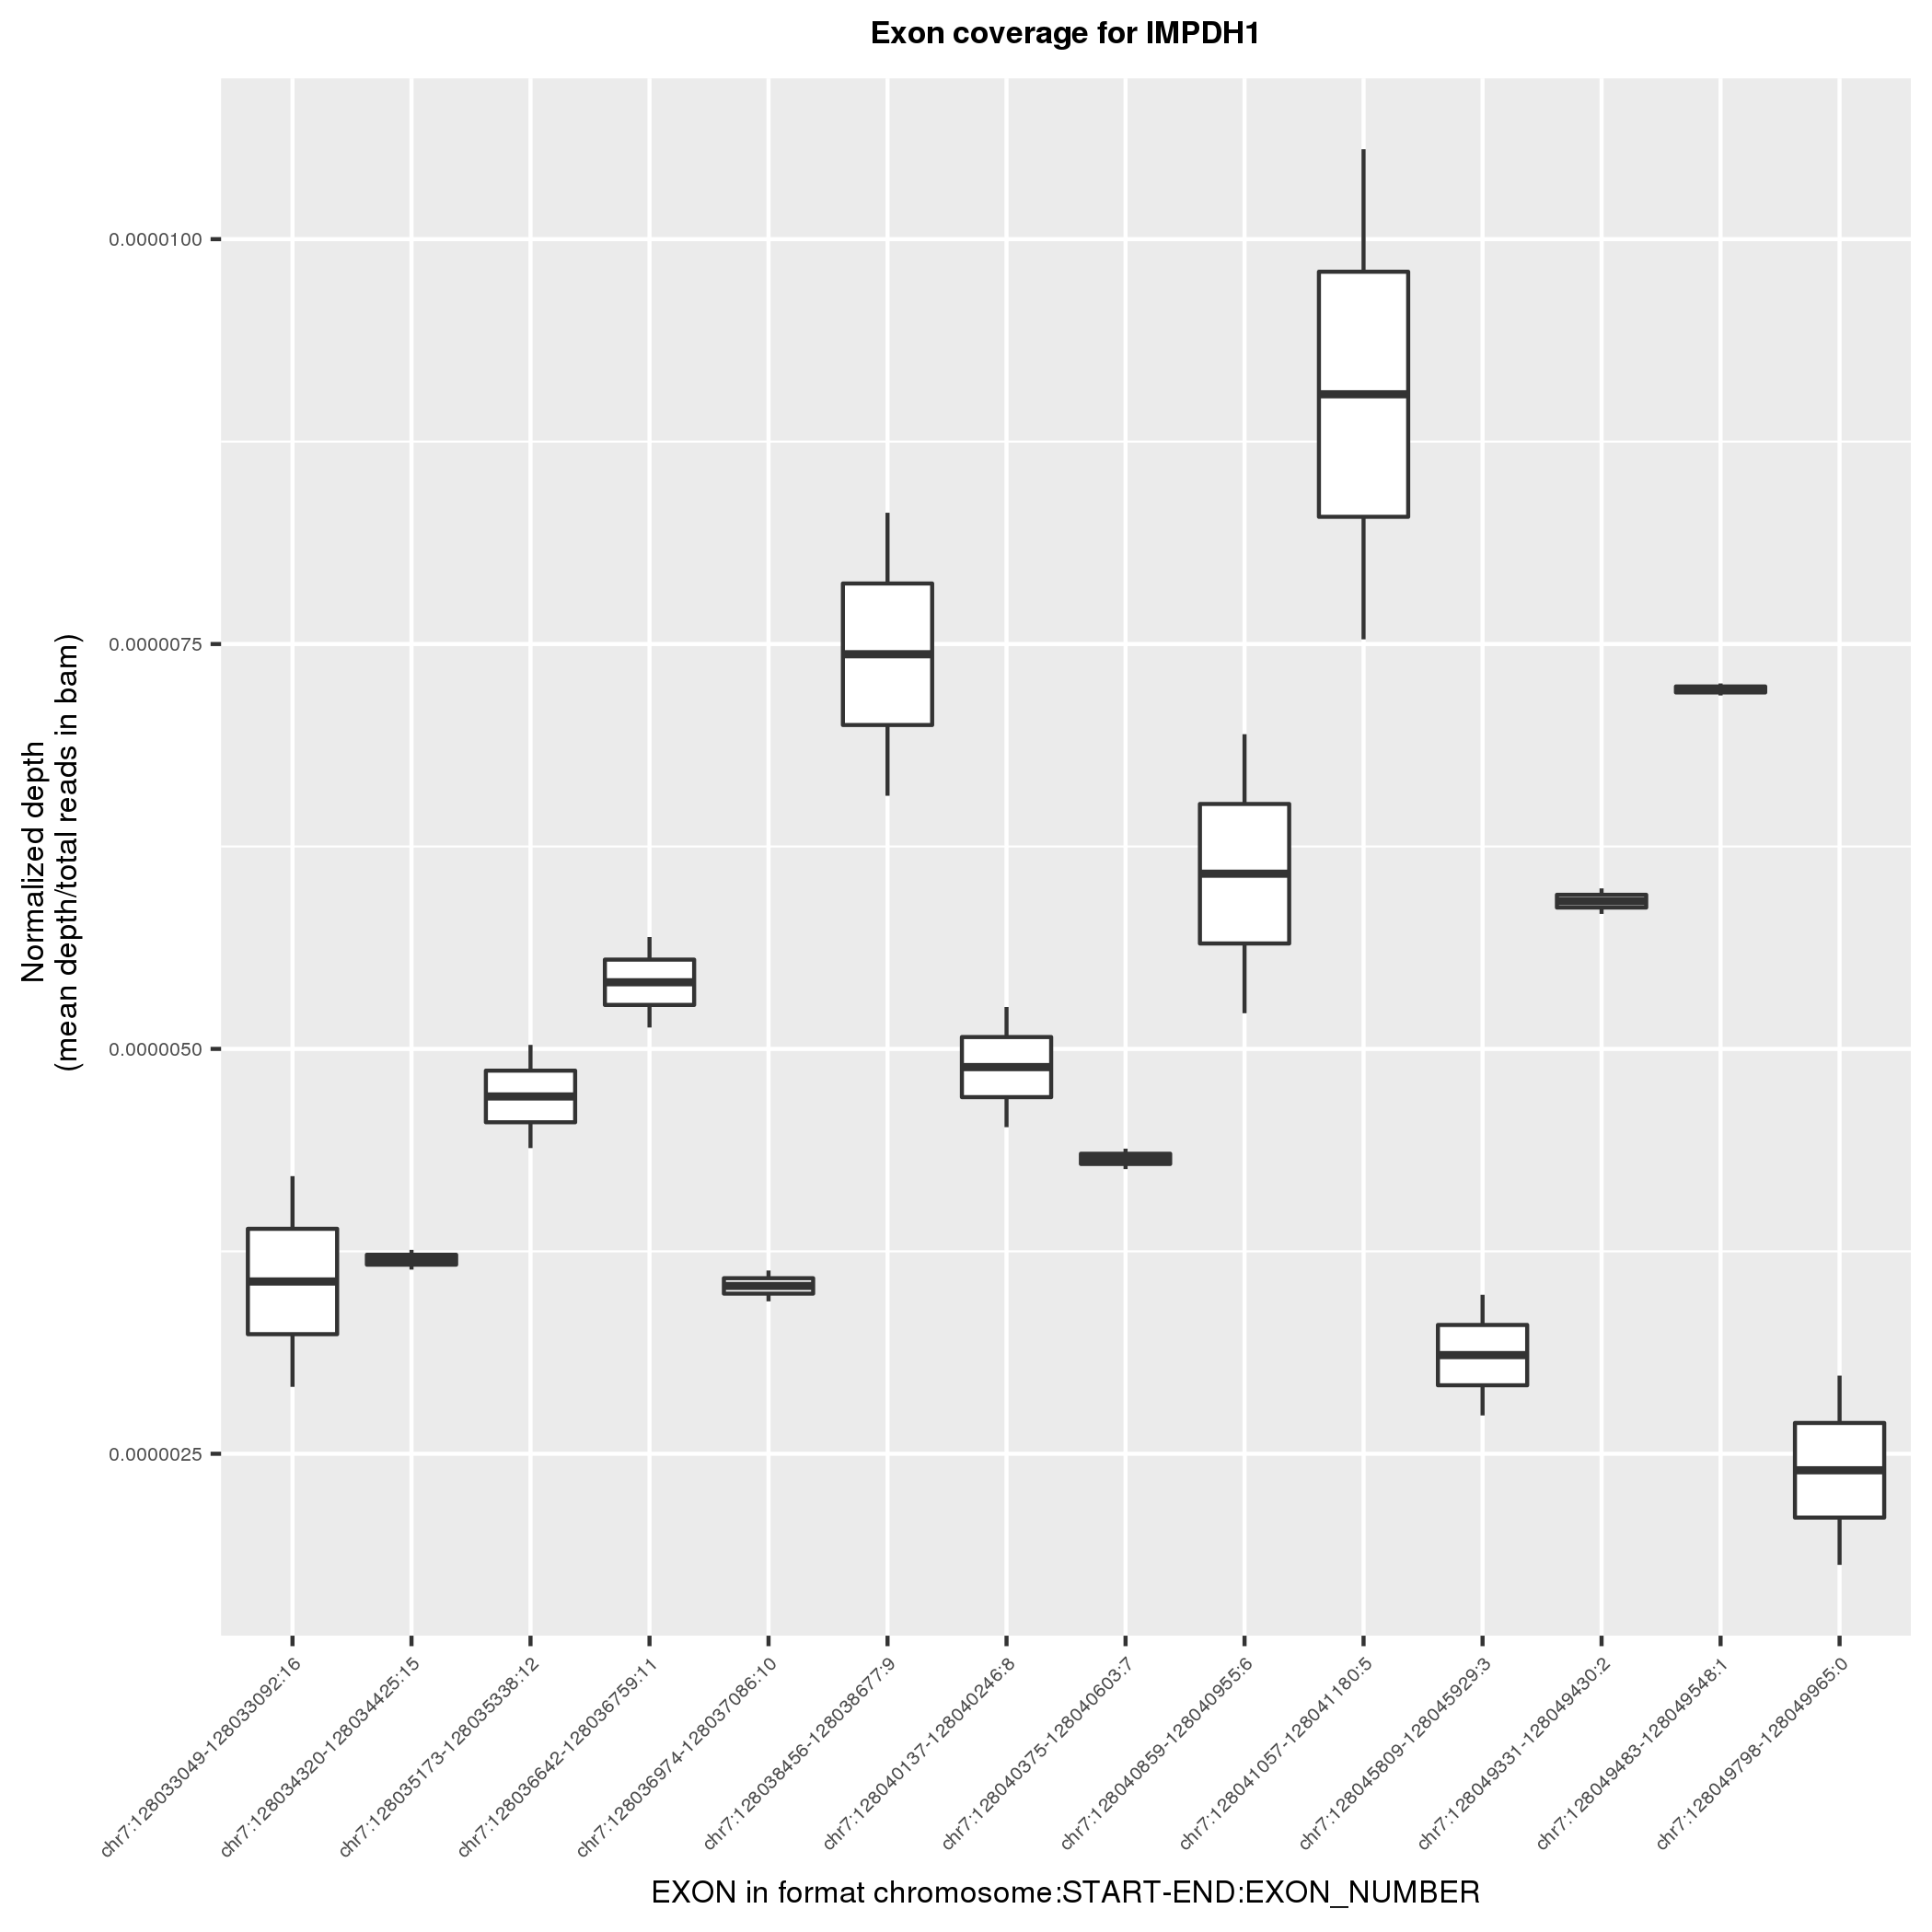 Exon coverage for IMPDH1
Normalized depth
(mean depth/total reads in bam)
0.0000100
0.0000075
0.0000050
0.0000025
chr7:128033049-128033092:16
chr7:128034320-128034425:15
chr7:128035173-128035338:12
chr7:128036642-128036759:11
chr7:128036974-128037086:10
chr7:128038456-128038677:9
chr7:128040137-128040246:8
chr7:128040375-128040603:7
chr7:128040859-128040955:6
chr7:128041057-128041180:5
chr7:128045809-128045929:3
chr7:128049331-128049430:2
chr7:128049483-128049548:1
chr7:128049798-128049965:0
EXON in format chromosome:START-END:EXON_NUMBER